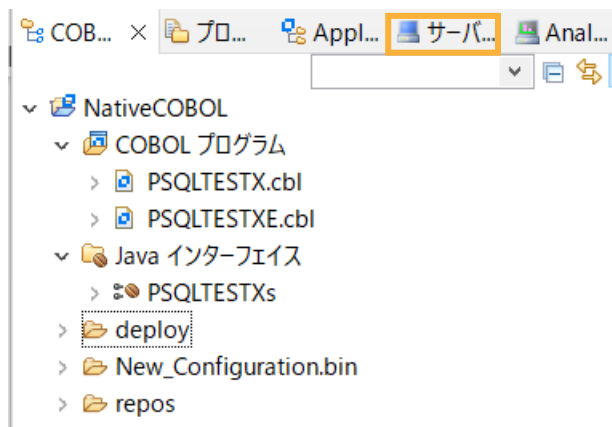 COB... プロ... Appl... サーバ... Anal...
NativeCOBOL
COBOL プログラム
PSQLTESTX.cbl
PSQLTESTXE.cbl
Java インターフェイス
PSQLTESTXs
deploy
New_Configuration.bin
repos